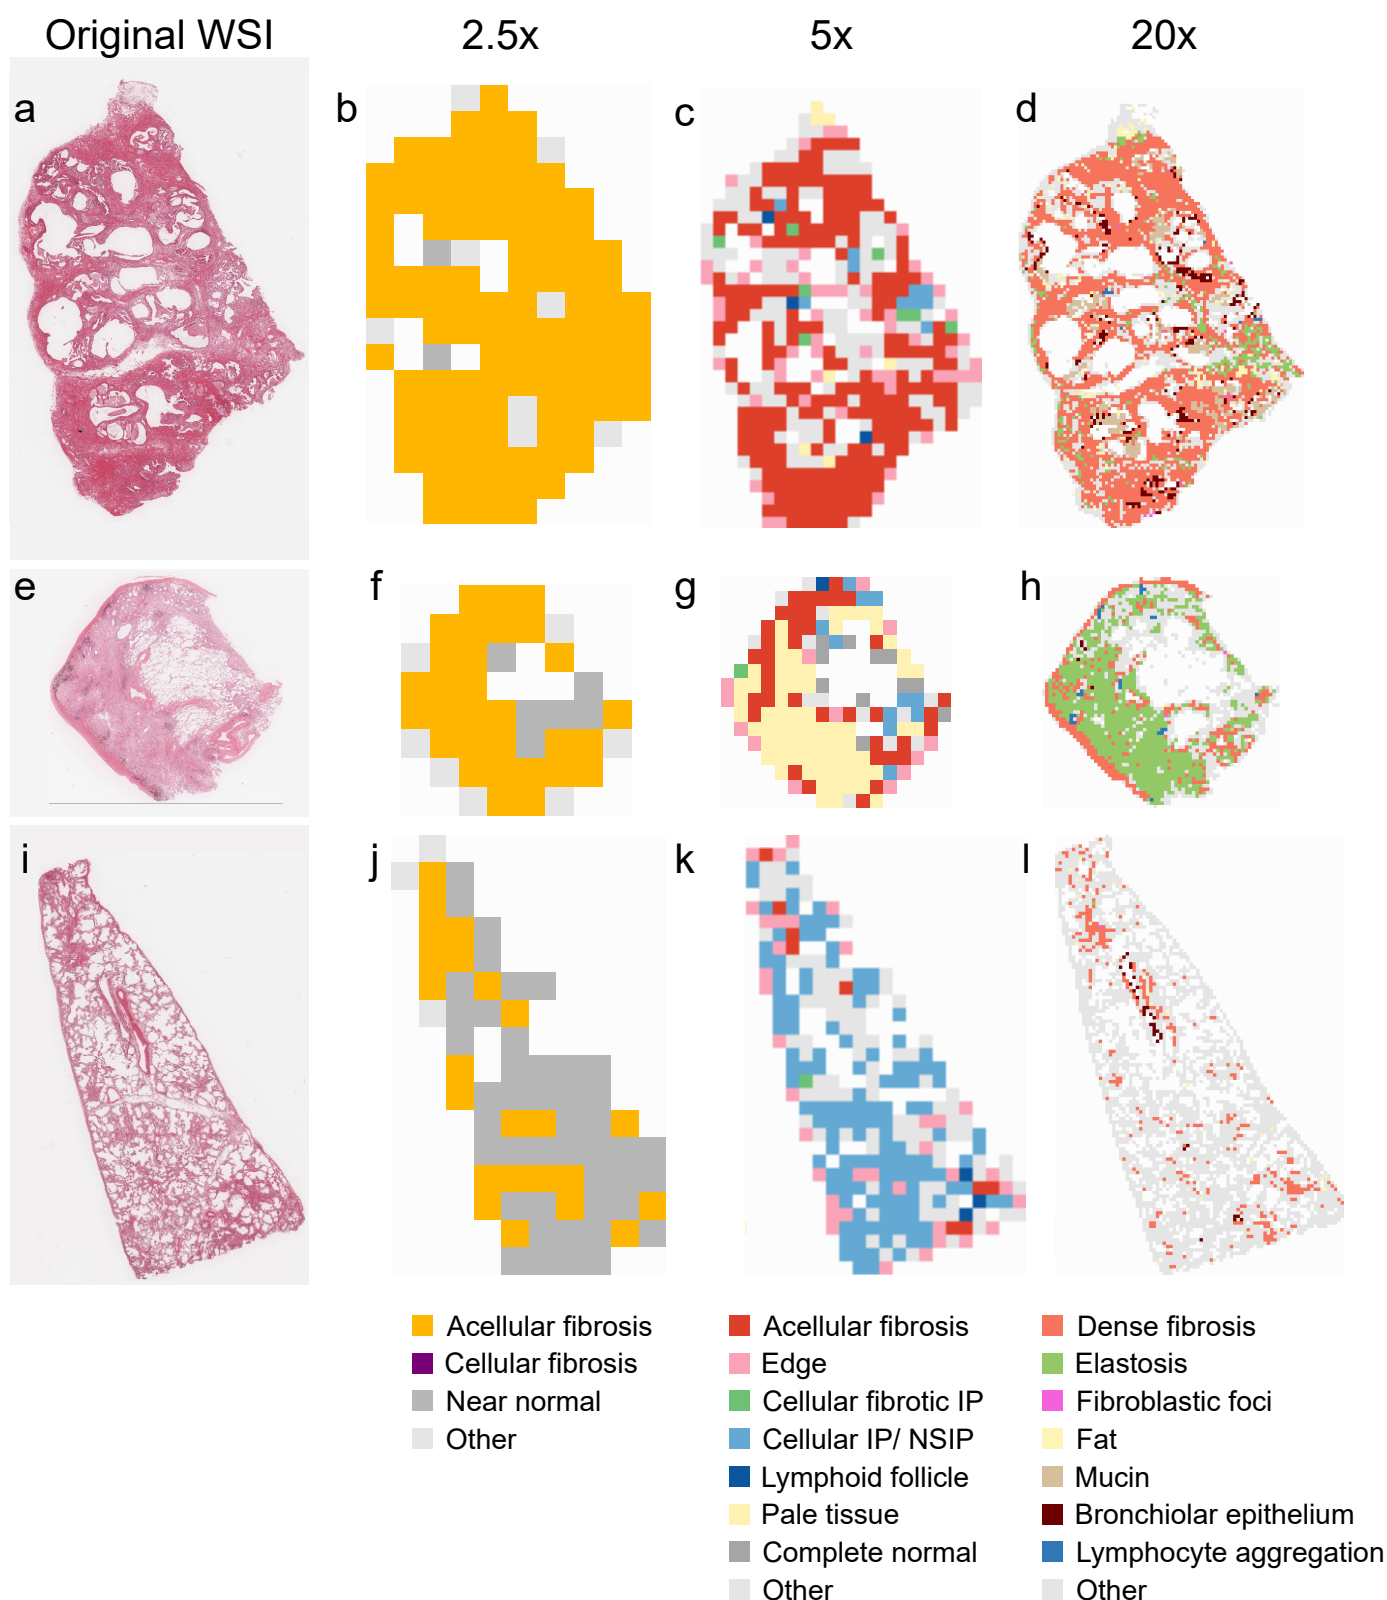 Original WSI 2.5x 5x 20x
a b c d
e f g h
i j k l
Acellular fibrosis Acellular fibrosis Dense fibrosis
Cellular fibrosis Edge Elastosis
Near normal Cellular fibrotic IP Fibroblastic foci
Other Cellular IP/ NSIP Fat
Lymphoid follicle Mucin
Pale tissue Bronchiolar epithelium
Complete normal Lymphocyte aggregation
Other Other